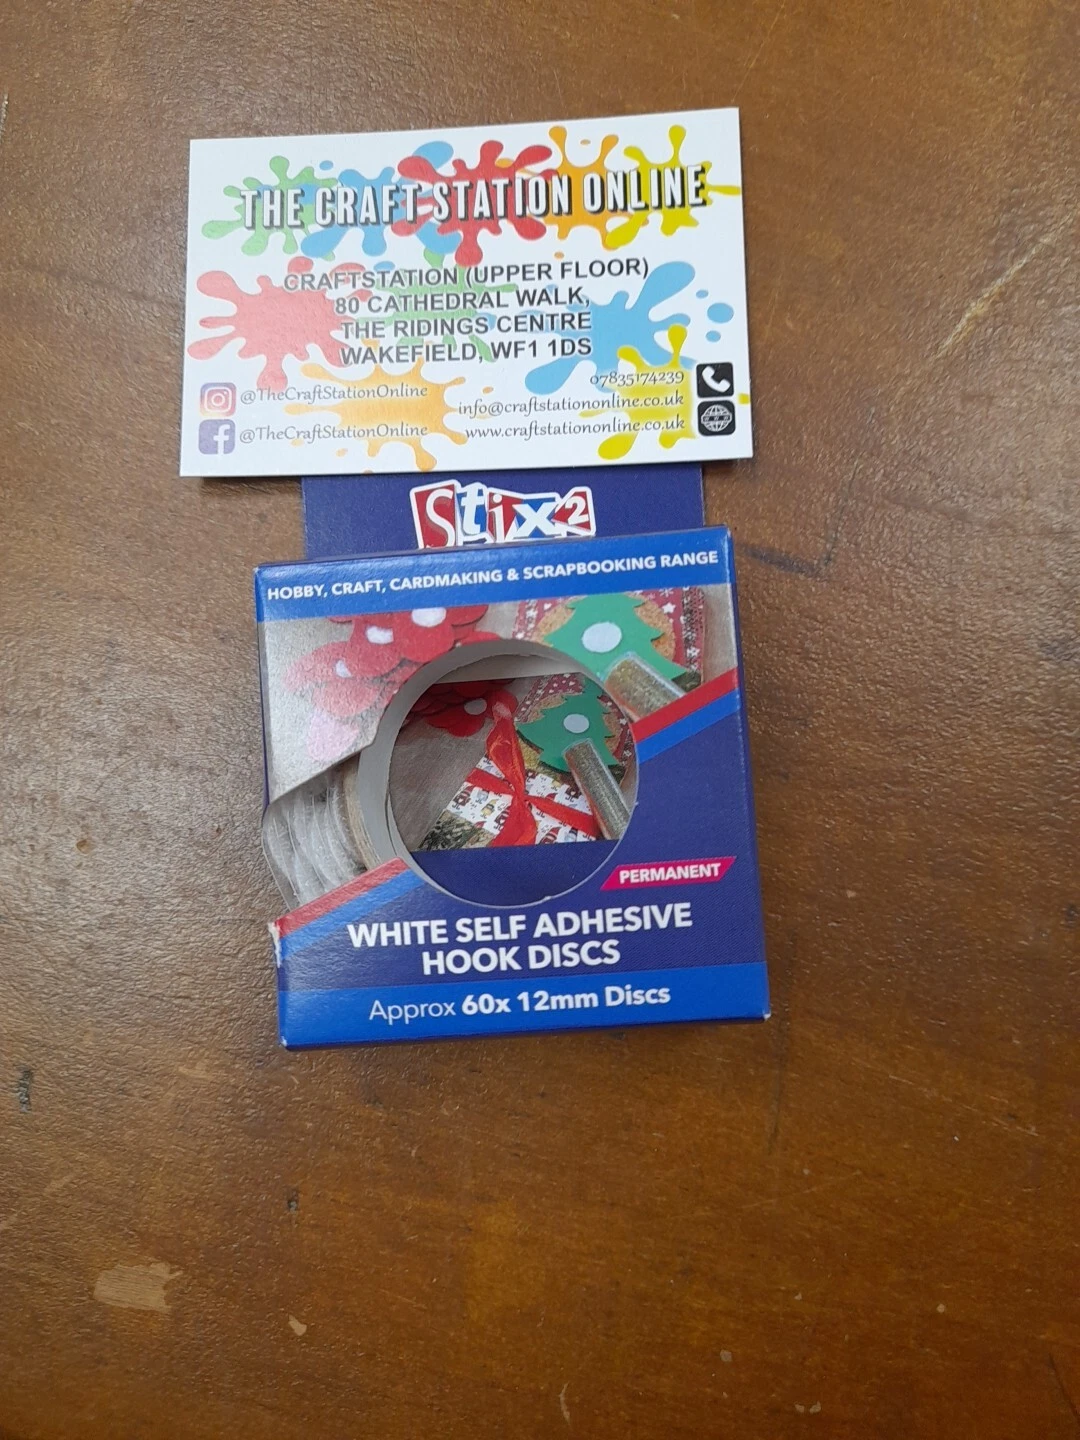 THE CRAFT STATION ONLINE
CRAFTSTATION (UPPER FLOOR)
80 CATHEDRAL WALK,
THE RIDINGS CENTRE
WAKEFIELD, WF1 1DS
@TheCraftStationOnline
@TheCraftStationOnline
07835174239
info@craftstationonline.co.uk
www.craftstationonline.co.uk
Stix2
HOBBY, CRAFT, CARDMAKING & SCRAPBOOKING RANGE
PERMANENT
WHITE SELF ADHESIVE
HOOK DISCS
Approx 60x 12mm Discs